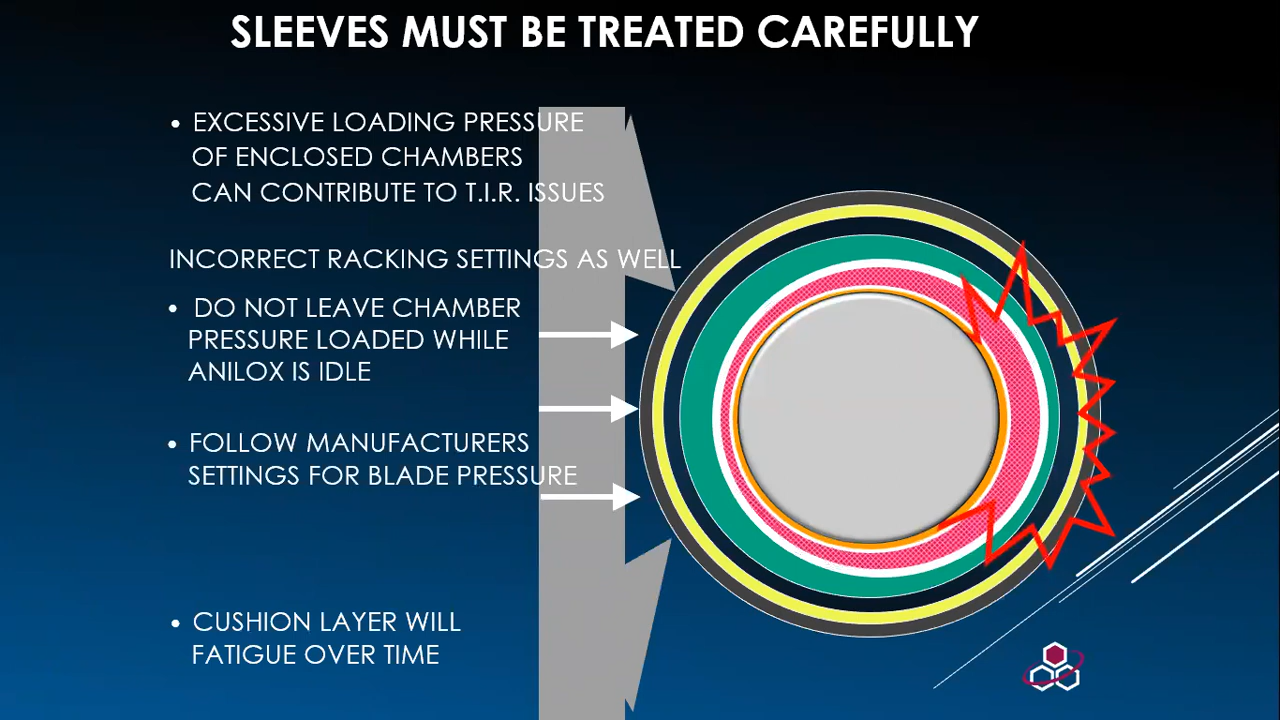 SLEEVES MUST BE TREATED CAREFULLY
• EXCESSIVE LOADING PRESSURE
OF ENCLOSED CHAMBERS
CAN CONTRIBUTE TO T.I.R. ISSUES
INCORRECT RACKING SETTINGS AS WELL
• DO NOT LEAVE CHAMBER
PRESSURE LOADED WHILE
ANILOX IS IDLE
• FOLLOW MANUFACTURERS
SETTINGS FOR BLADE PRESSURE
• CUSHION LAYER WILL
FATIGUE OVER TIME